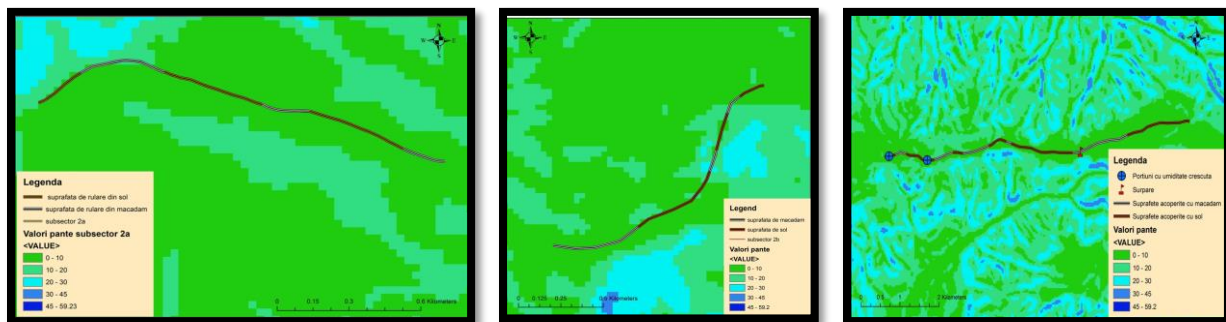 Legenda
suprafata de rulare din sol
suprafata de rulare din macadam
subsector 2a
Valori pante subsector 2a
<VALUE>
0 - 10
10 - 20
20 - 30
30 - 45
45 - 59.23
0 0.15 0.3 0.6 Kilometers
Legend
suprafata de macadam
suprafata de sol
subsector 2b
Valori pante
<VALUE>
0 - 10
10 - 20
20 - 30
30 - 45
45 - 59.2
0 0.125 0.25 0.5 Kilometers
Legenda
Portiuni cu umiditate crescuta
Surpare
Suprafete acoperite cu macadam
Suprafete acoperite cu sol
Valori pante
<VALUE>
0 - 10
10 - 20
20 - 30
30 - 45
45 - 59.2
0 0.5 1 2 Kilometers